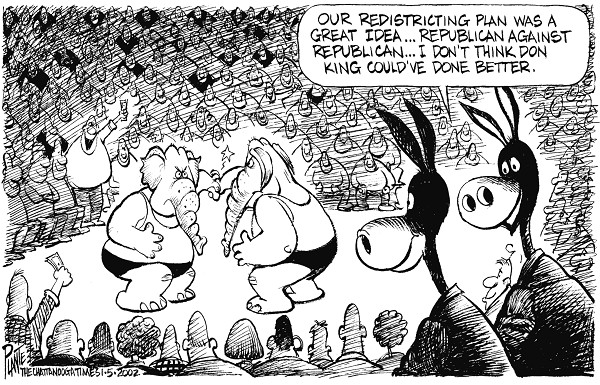 OUR REDISTRICTING PLAN WAS A
GREAT IDEA... REPUBLICAN AGAINST
REPUBLICAN... I DON'T THINK DON
KING COULD'VE DONE BETTER.
PLANTE
THE CHATTANOOGA TIMES 1.5.2002